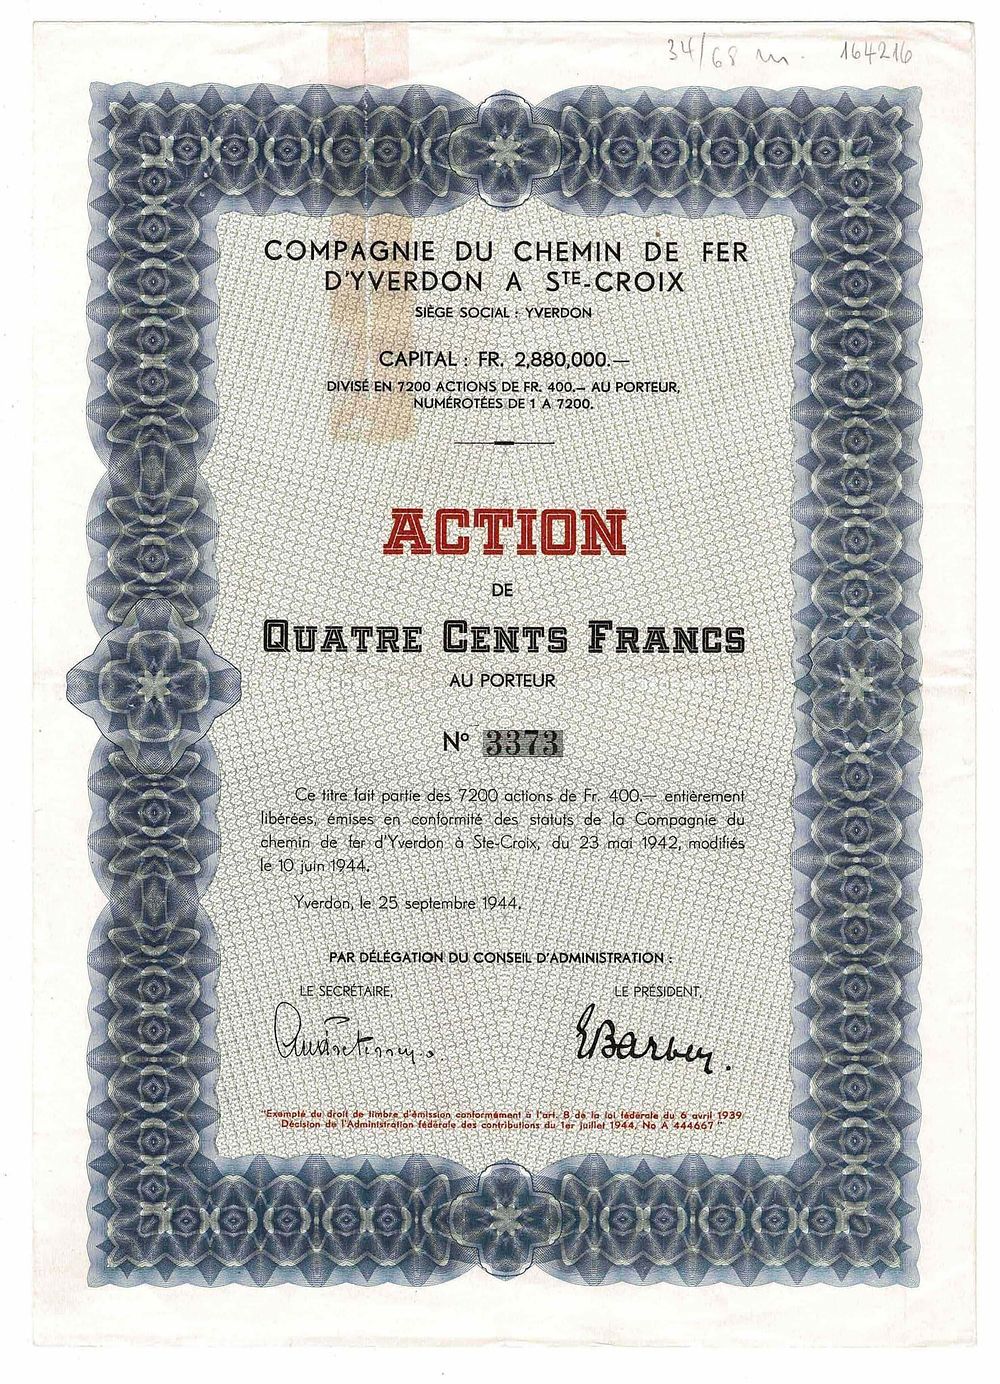 34/68 m. 164216
COMPAGNIE DU CHEMIN DE FER
D'YVERDON A STE-CROIX
SIÈGE SOCIAL : YVERDON
CAPITAL : FR. 2,880,000.—
DIVISÉ EN 7200 ACTIONS DE FR. 400.— AU PORTEUR,
NUMÉROTÉES DE 1 A 7200.
ACTION
DE
QUATRE CENTS FRANCS
AU PORTEUR
No 3373
Ce titre fait partie des 7200 actions de Fr. 400.— entièrement
libérées, émises en conformité des statuts de la Compagnie du
chemin de fer d'Yverdon à Ste-Croix, du 23 mai 1942, modifiés
le 10 juin 1944.
Yverdon, le 25 septembre 1944.
PAR DÉLÉGATION DU CONSEIL D'ADMINISTRATION :
LE SECRÉTAIRE, LE PRÉSIDENT,
"Exempté du droit de timbre d'émission conformément à l'art. 8 de la loi fédérale du 6 avril 1939
Décision de l'Administration fédérale des contributions du 1er juillet 1944, No A 444667"